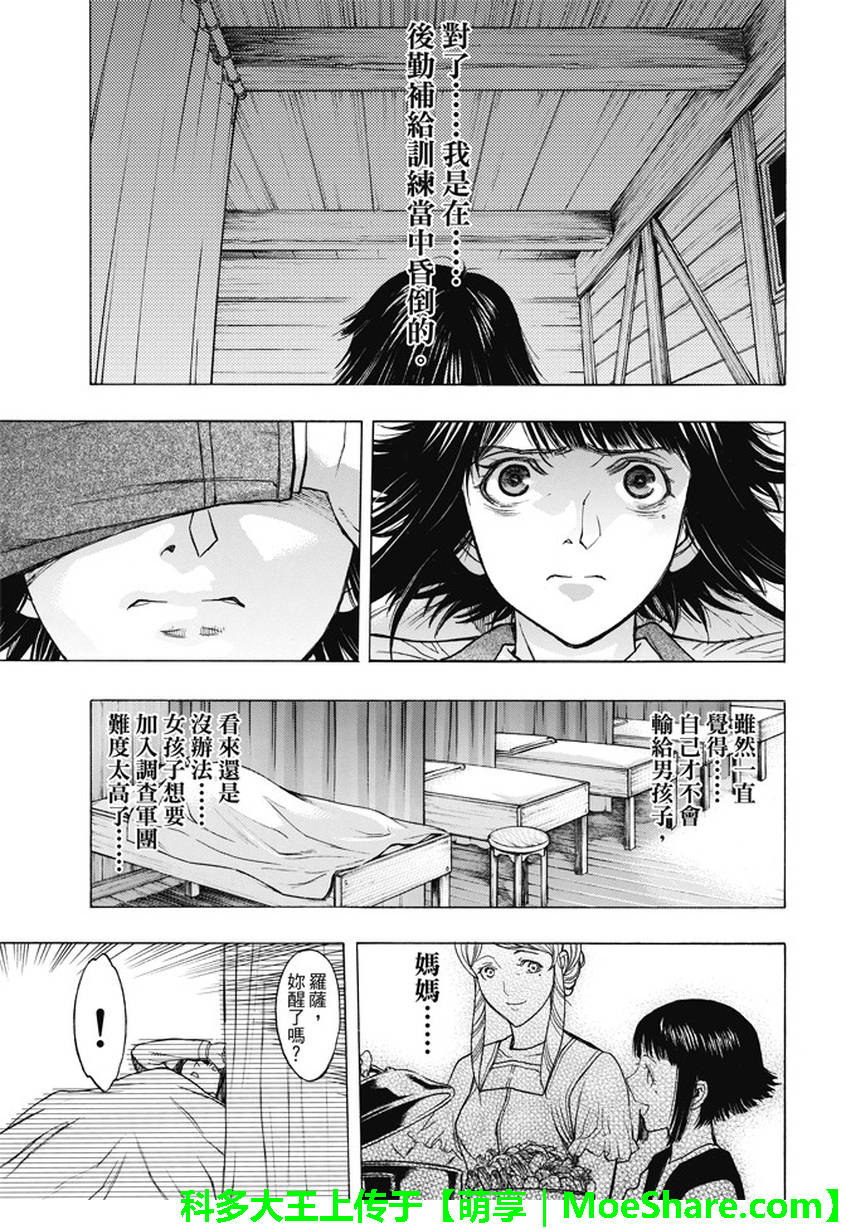 對了……我是在……
後勤補給訓練當中昏倒的。
雖然一直
覺得……
自己才不會
輸給男孩子，
看來還是
沒辦法……
女孩子想要
加入調查軍團
難度太高了……
媽媽……
羅薩，
妳醒了嗎？
！
科多大王上传于【萌享│MoeShare.com】